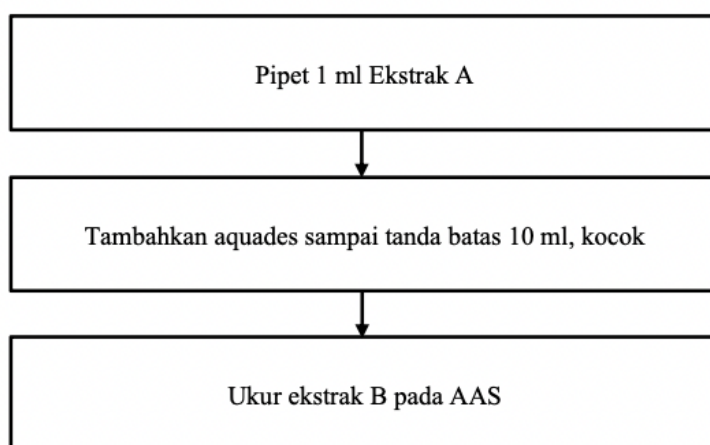 Pipet 1 ml Ekstrak A
Tambahkan aquades sampai tanda batas 10 ml, kocok
Ukur ekstrak B pada AAS